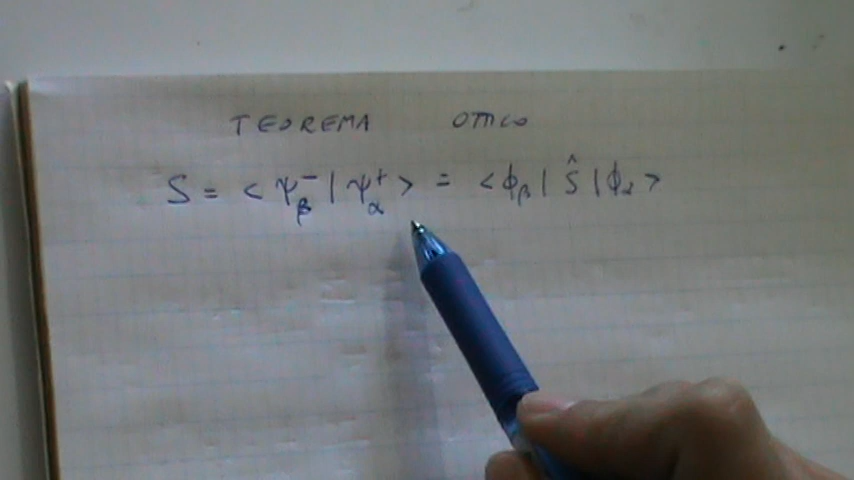 TEOREMA OTTICO
S = < ψ_β^- | ψ_α^+ > = < ϕ_β | Ŝ | ϕ_α >